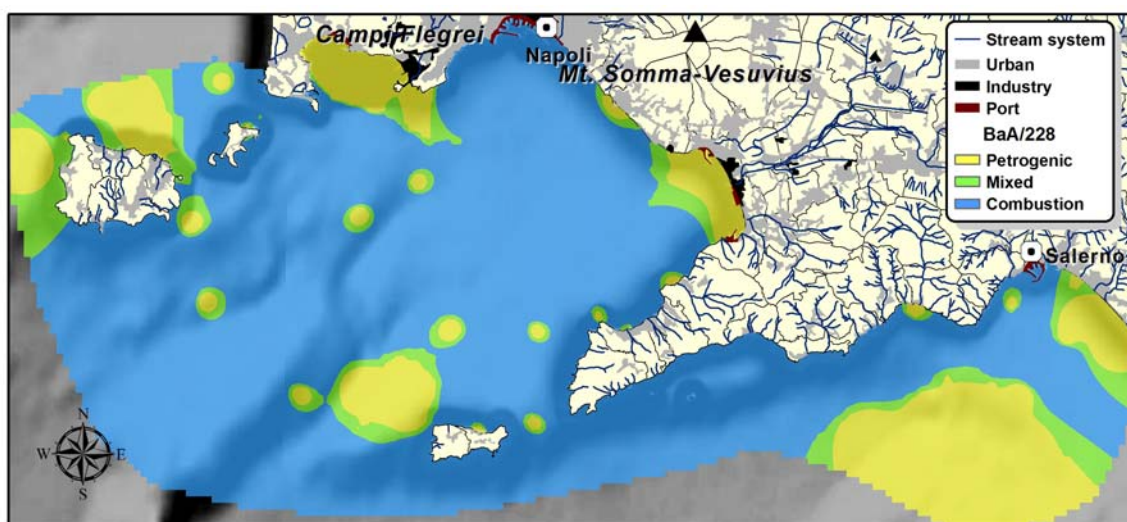 Campi Flegrei
Napoli
Mt. Somma-Vesuvius
Salerno
Stream system
Urban
Industry
Port
BaA/228
Petrogenic
Mixed
Combustion
N
W E
S